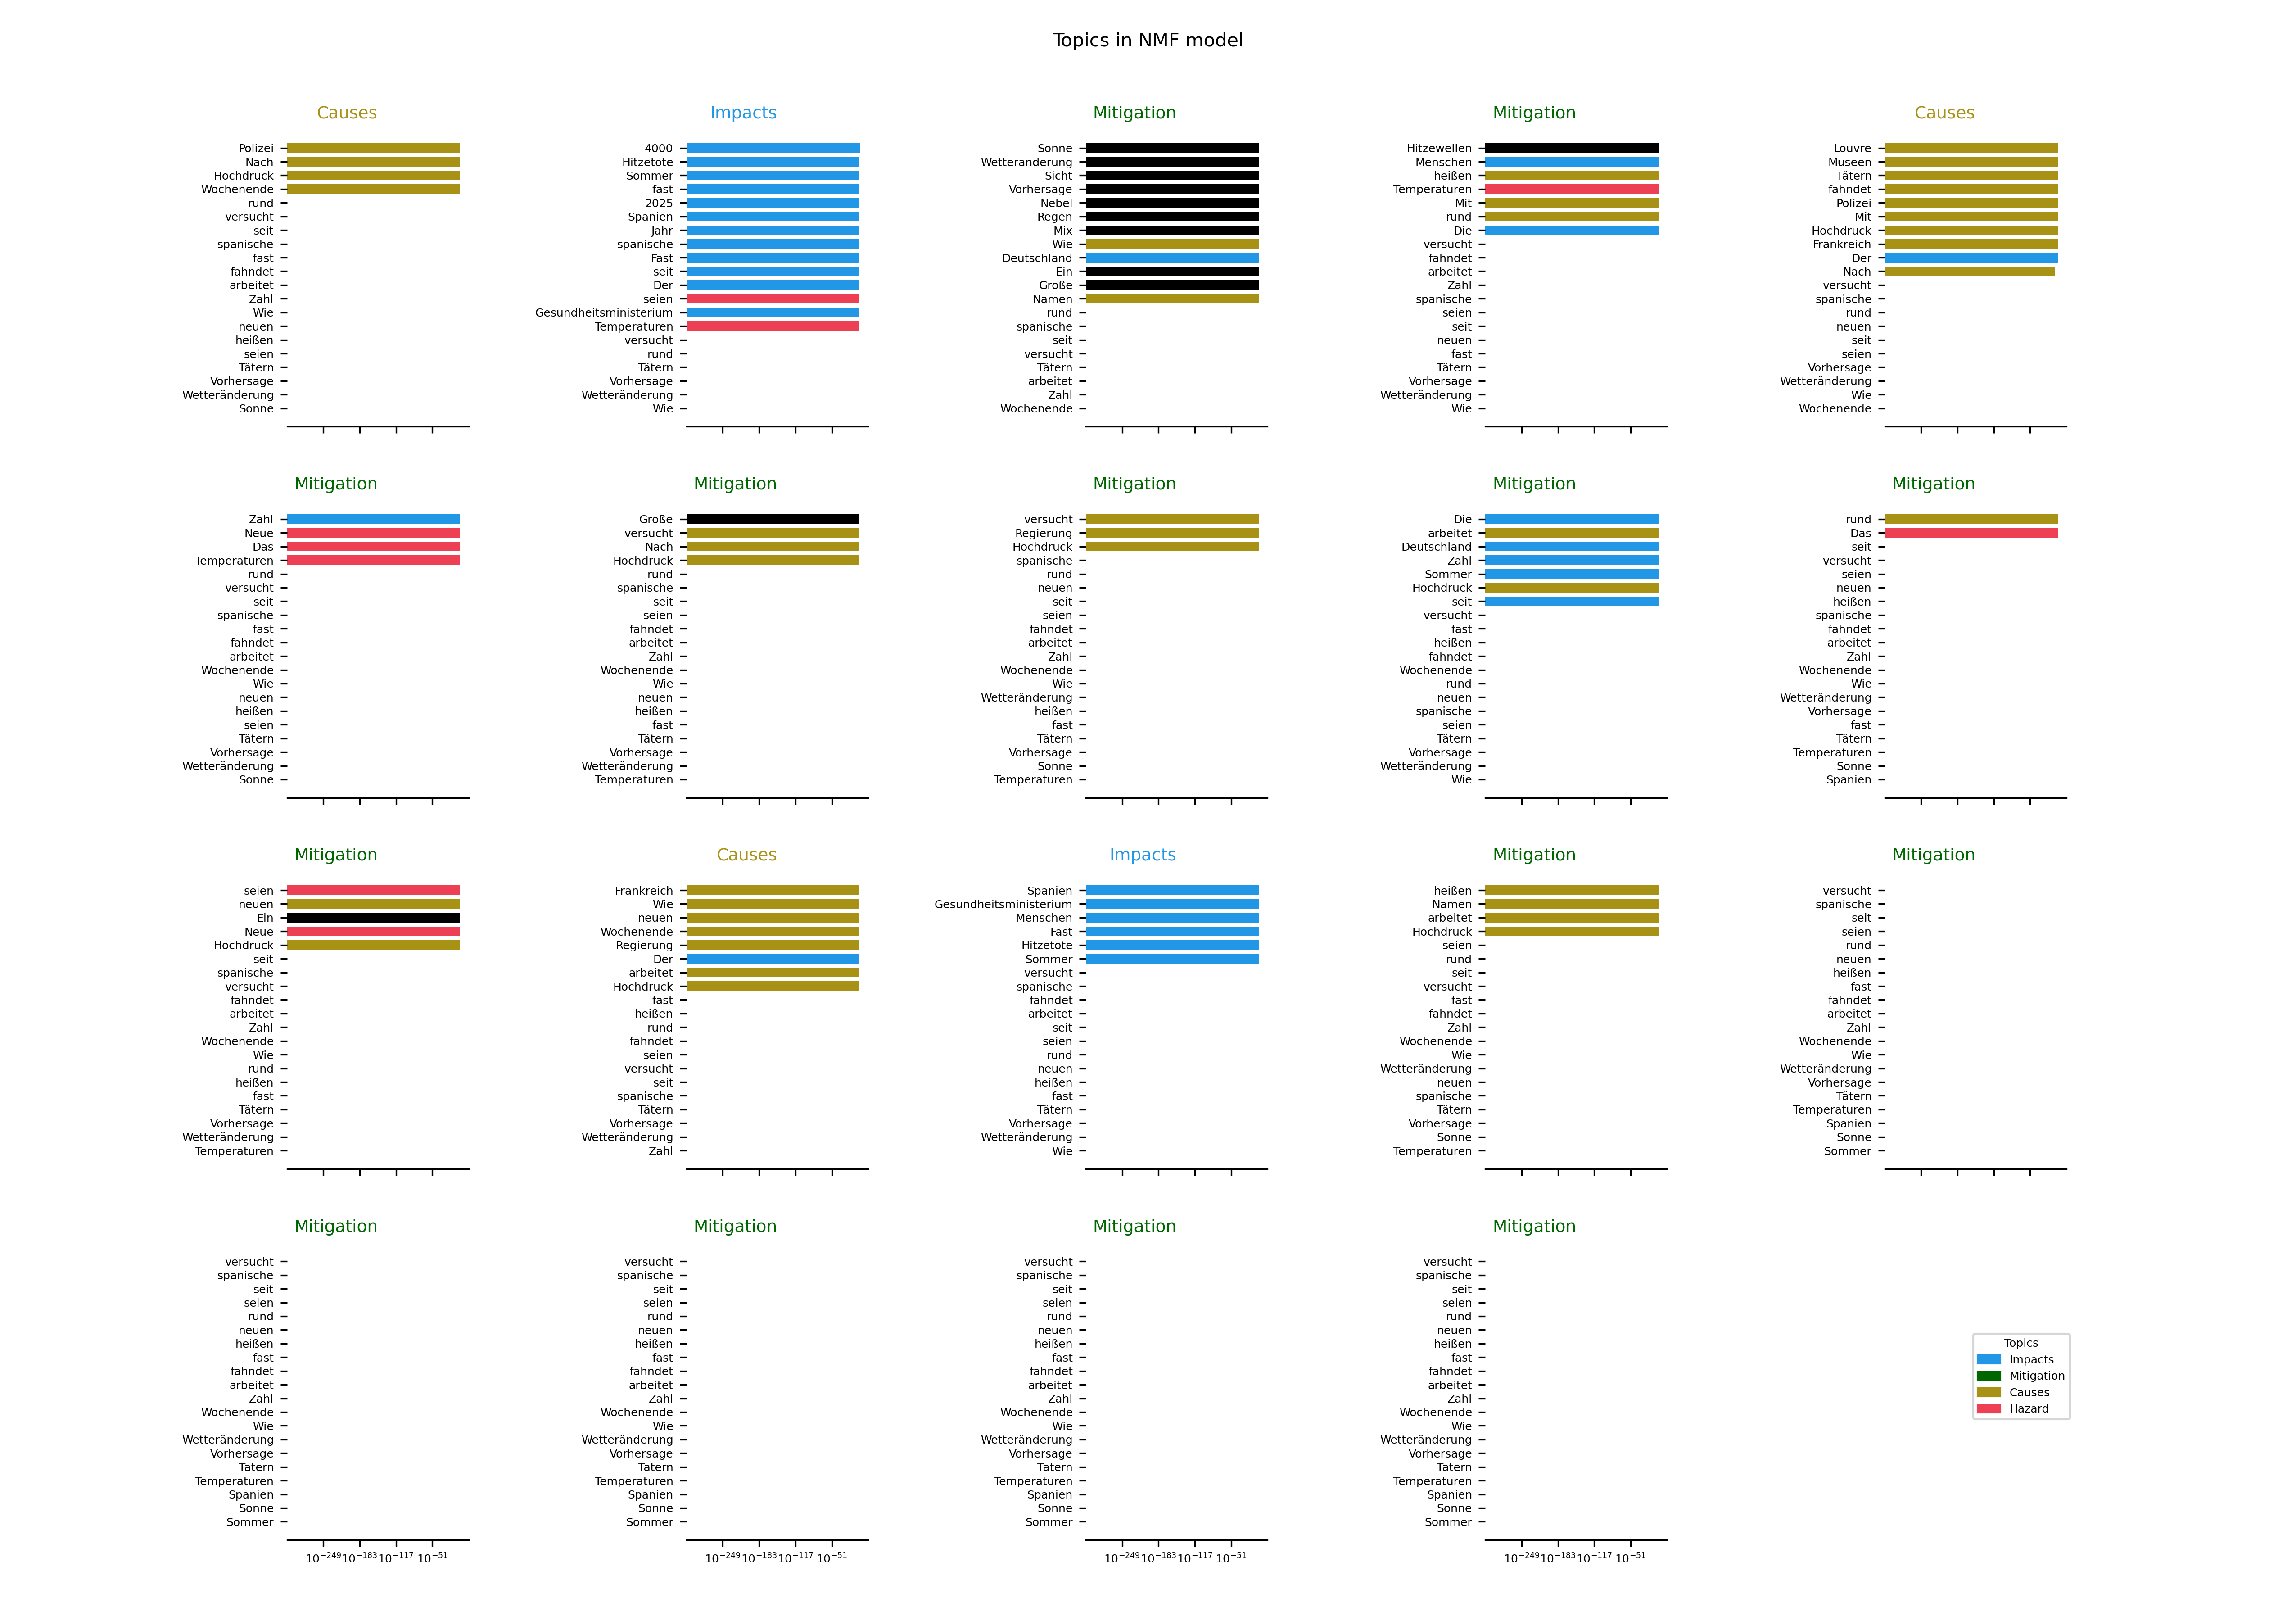 Topics in NMF model
Causes
Polizei
Nach
Hochdruck
Wochenende
rund
versucht
seit
spanische
fast
fahndet
arbeitet
Zahl
Wie
neuen
heißen
seien
Tätern
Vorhersage
Wetteränderung
Sonne
Impacts
4000
Hitzetote
Sommer
fast
2025
Spanien
Jahr
spanische
Fast
seit
Der
seien
Gesundheitsministerium
Temperaturen
versucht
rund
Tätern
Vorhersage
Wetteränderung
Wie
Mitigation
Sonne
Wetteränderung
Sicht
Vorhersage
Nebel
Regen
Mix
Wie
Deutschland
Ein
Große
Namen
rund
spanische
seit
versucht
Tätern
arbeitet
Zahl
Wochenende
Mitigation
Hitzewellen
Menschen
heißen
Temperaturen
Mit
rund
Die
versucht
fahndet
arbeitet
Zahl
spanische
seien
seit
neuen
fast
Tätern
Vorhersage
Wetteränderung
Wie
Causes
Louvre
Museen
Tätern
fahndet
Polizei
Mit
Hochdruck
Frankreich
Der
Nach
versucht
spanische
rund
neuen
seit
seien
Vorhersage
Wetteränderung
Wie
Wochenende
Mitigation
Zahl
Neue
Das
Temperaturen
rund
versucht
seit
spanische
fast
fahndet
arbeitet
Wochenende
Wie
neuen
heißen
seien
Tätern
Vorhersage
Wetteränderung
Sonne
Mitigation
Große
versucht
Nach
Hochdruck
rund
spanische
seit
seien
fahndet
arbeitet
Zahl
Wochenende
Wie
neuen
heißen
fast
Tätern
Vorhersage
Wetteränderung
Temperaturen
Mitigation
versucht
Regierung
Hochdruck
spanische
rund
neuen
seit
seien
fahndet
arbeitet
Zahl
Wochenende
Wie
Wetteränderung
heißen
fast
Tätern
Vorhersage
Sonne
Temperaturen
Mitigation
Die
arbeitet
Deutschland
Zahl
Sommer
Hochdruck
seit
versucht
fast
heißen
fahndet
Wochenende
rund
neuen
spanische
seien
Tätern
Vorhersage
Wetteränderung
Wie
Mitigation
rund
Das
seit
versucht
seien
neuen
heißen
spanische
fahndet
arbeitet
Zahl
Wochenende
Wie
Wetteränderung
Vorhersage
fast
Tätern
Temperaturen
Sonne
Spanien
Mitigation
seien
neuen
Ein
Neue
Hochdruck
seit
spanische
versucht
fahndet
arbeitet
Zahl
Wochenende
Wie
rund
heißen
fast
Tätern
Vorhersage
Wetteränderung
Temperaturen
Causes
Frankreich
Wie
neuen
Wochenende
Regierung
Der
arbeitet
Hochdruck
fast
heißen
rund
fahndet
seien
versucht
seit
spanische
Tätern
Vorhersage
Wetteränderung
Zahl
Impacts
Spanien
Gesundheitsministerium
Menschen
Fast
Hitzetote
Sommer
versucht
spanische
fahndet
arbeitet
seit
seien
rund
neuen
heißen
fast
Tätern
Vorhersage
Wetteränderung
Wie
Mitigation
heißen
Namen
arbeitet
Hochdruck
seien
rund
seit
versucht
fast
fahndet
Zahl
Wochenende
Wie
Wetteränderung
neuen
spanische
Tätern
Vorhersage
Sonne
Temperaturen
Mitigation
versucht
spanische
seit
seien
rund
neuen
heißen
fast
fahndet
arbeitet
Zahl
Wochenende
Wie
Wetteränderung
Vorhersage
Tätern
Temperaturen
Spanien
Sonne
Sommer
Mitigation
versucht
spanische
seit
seien
rund
neuen
heißen
fast
fahndet
arbeitet
Zahl
Wochenende
Wie
Wetteränderung
Vorhersage
Tätern
Temperaturen
Spanien
Sonne
Sommer
10^-249 10^-183 10^-117 10^-51
Mitigation
versucht
spanische
seit
seien
rund
neuen
heißen
fast
fahndet
arbeitet
Zahl
Wochenende
Wie
Wetteränderung
Vorhersage
Tätern
Temperaturen
Spanien
Sonne
Sommer
10^-249 10^-183 10^-117 10^-51
Mitigation
versucht
spanische
seit
seien
rund
neuen
heißen
fast
fahndet
arbeitet
Zahl
Wochenende
Wie
Wetteränderung
Vorhersage
Tätern
Temperaturen
Spanien
Sonne
Sommer
10^-249 10^-183 10^-117 10^-51
Mitigation
versucht
spanische
seit
seien
rund
neuen
heißen
fast
fahndet
arbeitet
Zahl
Wochenende
Wie
Wetteränderung
Vorhersage
Tätern
Temperaturen
Spanien
Sonne
Sommer
10^-249 10^-183 10^-117 10^-51
Topics
Impacts
Mitigation
Causes
Hazard